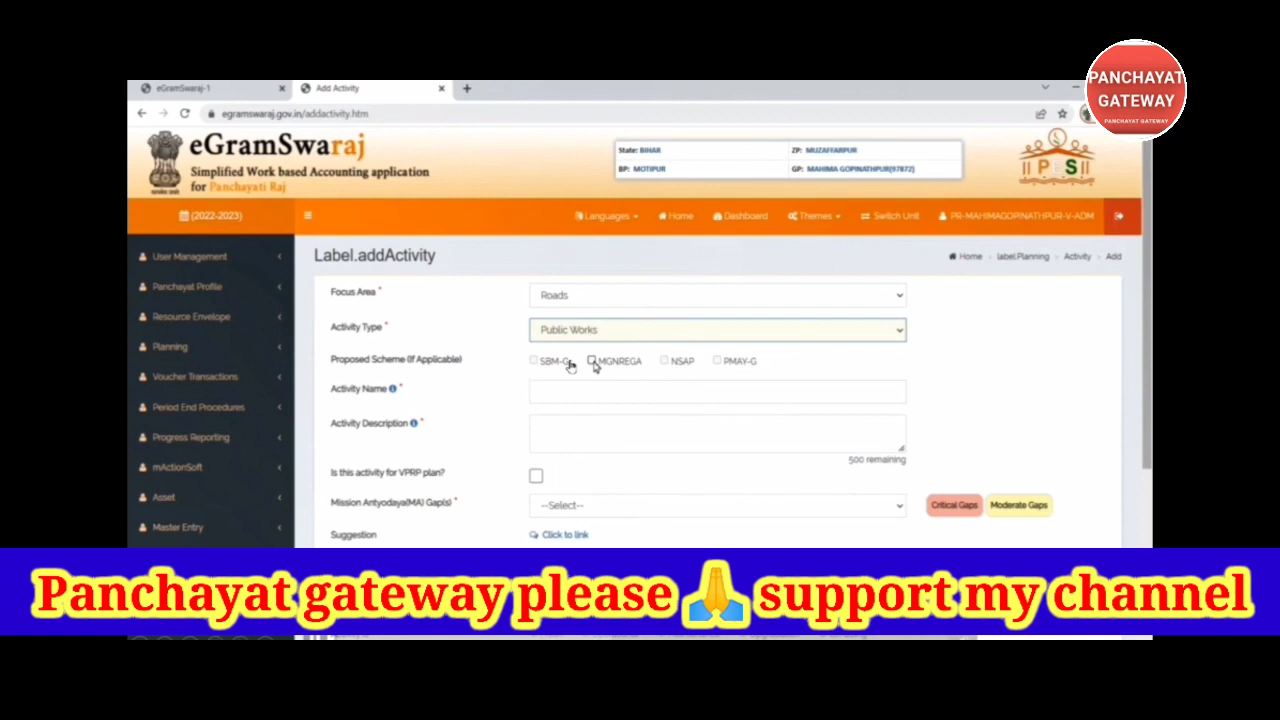 PANCHAYAT
GATEWAY
PANCHAYAT GATEWAY
eGramSwaraj-1
Add Activity
egramswaraj.gov.in/addactivity.htm
eGramSwaraj
Simplified Work based Accounting application
for Panchayati Raj
State: BIHAR ZP: MUZAFFARPUR
BP: MOTIPUR GP: MAHIMA GOPINATHPUR(97872)
(2022-2023)
Languages Home Dashboard Themes Switch Unit PR-MAHIMAGOPINATHPUR-V-ADM
User Management
Panchayat Profile
Resource Envelope
Planning
Voucher Transactions
Period End Procedures
Progress Reporting
mActionSoft
Asset
Master Entry
Label.addActivity
Home label.Planning Activity Add
Focus Area * Roads
Activity Type * Public Works
Proposed Scheme (If Applicable) SBM-G MGNREGA NSAP PMAY-G
Activity Name *
Activity Description *
500 remaining
Is this activity for VPRP plan?
Mission Antyodaya(MA) Gap(s) * --Select-- Critical Gaps Moderate Gaps
Suggestion Click to link
Panchayat gateway please 🙏 support my channel